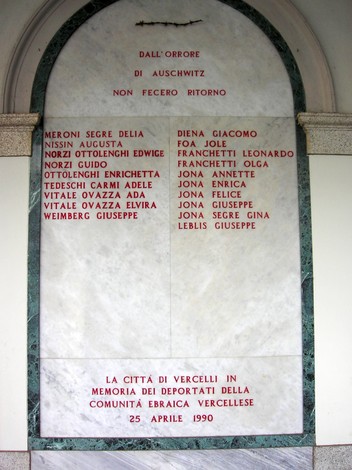 DALL'ORRORE
DI AUSCHWITZ
NON FECERO RITORNO
MERONI SEGRE DELIA
NISSIN AUGUSTA
NORZI OTTOLENGHI EDWIGE
NORZI GUIDO
OTTOLENGHI ENRICHETTA
TEDESCHI CARMI ADELE
VITALE OVAZZA ADA
VITALE OVAZZA ELVIRA
WEIMBERG GIUSEPPE
DIENA GIACOMO
FOA JOLE
FRANCHETTI LEONARDO
FRANCHETTI OLGA
JONA ANNETTE
JONA ENRICA
JONA FELICE
JONA GIUSEPPE
JONA SEGRE GINA
LEBLIS GIUSEPPE
LA CITTÁ DI VERCELLI IN
MEMORIA DEI DEPORTATI DELLA
COMUNITÁ EBRAICA VERCELLESE
25 APRILE 1990